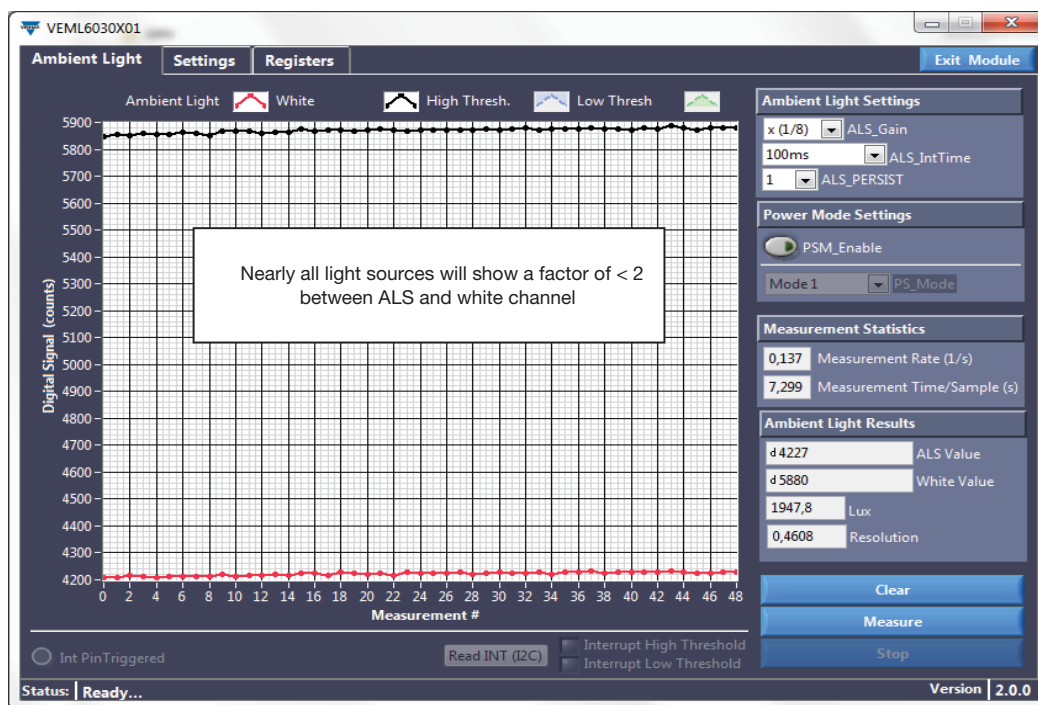 VEML6030X01
Ambient Light Settings Registers Exit Module
Ambient Light White High Thresh. Low Thresh
5900
5800
5700
5600
5500
5400
5300
5200
5100
5000
4900
4800
4700
4600
4500
4400
4300
4200
Digital Signal (counts)
Nearly all light sources will show a factor of < 2
between ALS and white channel
0 2 4 6 8 10 12 14 16 18 20 22 24 26 28 30 32 34 36 38 40 42 44 46 48
Measurement #
Int PinTriggered
Read INT (I2C)
Interrupt High Threshold
Interrupt Low Threshold
Ambient Light Settings
x (1/8) ALS_Gain
100ms ALS_IntTime
1 ALS_PERSIST
Power Mode Settings
PSM_Enable
Mode 1 PS_Mode
Measurement Statistics
0,137 Measurement Rate (1/s)
7,299 Measurement Time/Sample (s)
Ambient Light Results
d 4227 ALS Value
d 5880 White Value
1947,8 Lux
0,4608 Resolution
Clear
Measure
Stop
Status: Ready...
Version 2.0.0